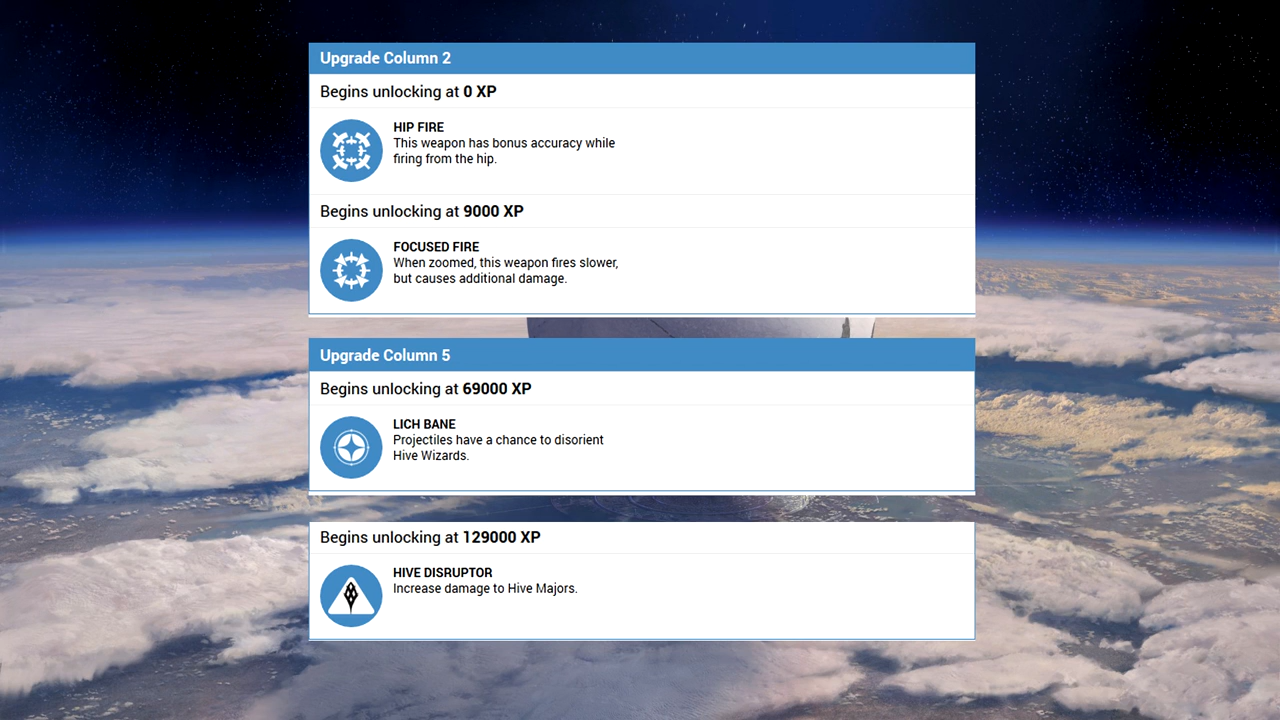 Upgrade Column 2
Begins unlocking at 0 XP
HIP FIRE
This weapon has bonus accuracy while
firing from the hip.
Begins unlocking at 9000 XP
FOCUSED FIRE
When zoomed, this weapon fires slower,
but causes additional damage.
Upgrade Column 5
Begins unlocking at 69000 XP
LICH BANE
Projectiles have a chance to disorient
Hive Wizards.
Begins unlocking at 129000 XP
HIVE DISRUPTOR
Increase damage to Hive Majors.